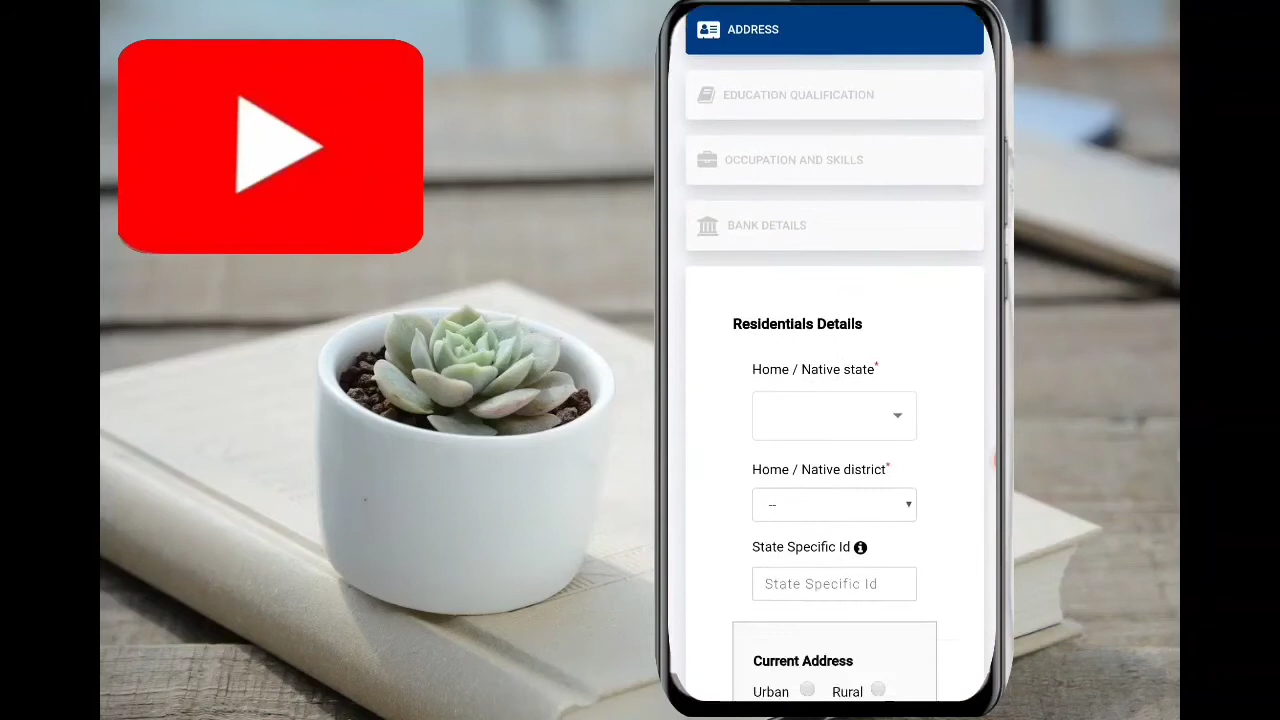 ADDRESS
EDUCATION QUALIFICATION
OCCUPATION AND SKILLS
BANK DETAILS
Residentials Details
Home / Native state*
Home / Native district*
--
State Specific Id
State Specific Id
Current Address
Urban Rural